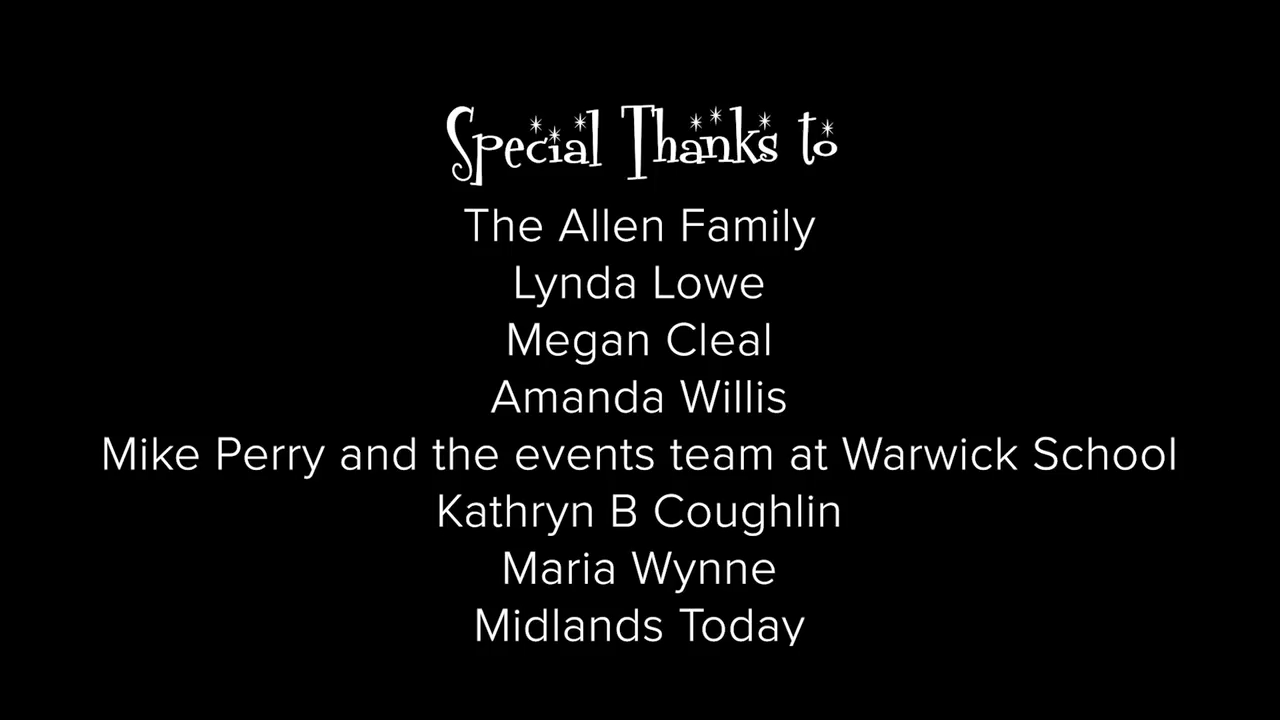 Special Thanks to
The Allen Family
Lynda Lowe
Megan Cleal
Amanda Willis
Mike Perry and the events team at Warwick School
Kathryn B Coughlin
Maria Wynne
Midlands Today